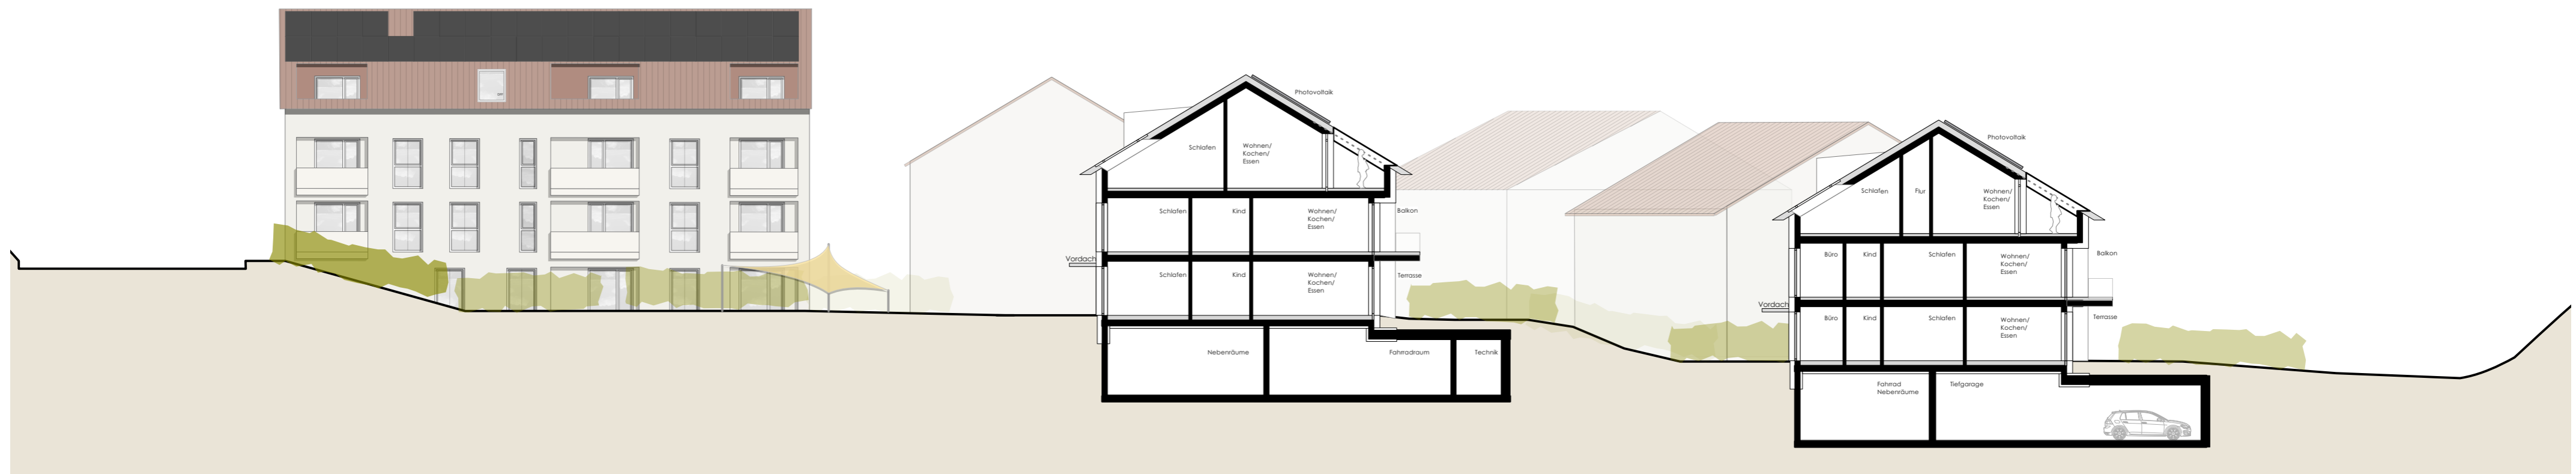 Photovoltaik
Schlafen
Wohnen/
Kochen/
Essen
Schlafen
Kind
Wohnen/
Kochen/
Essen
Balkon
Vordach
Schlafen
Kind
Wohnen/
Kochen/
Essen
Terrasse
Nebenräume
Fahrradraum
Technik
Photovoltaik
Schlafen
Flur
Wohnen/
Kochen/
Essen
Büro
Kind
Schlafen
Wohnen/
Kochen/
Essen
Balkon
Vordach
Büro
Kind
Schlafen
Wohnen/
Kochen/
Essen
Terrasse
Fahrrad
Nebenräume
Tiefgarage